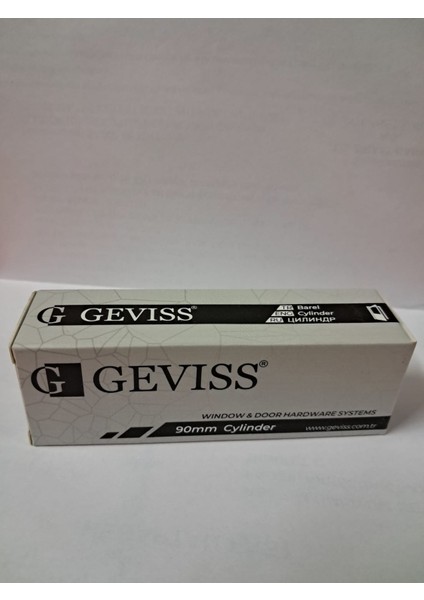 G GEVISS®
TR Barel
ENG Cylinder
RU ЦИЛИНДР
G GEVISS®
WINDOW & DOOR HARDWARE SYSTEMS
90mm Cylinder
www.geviss.com.tr